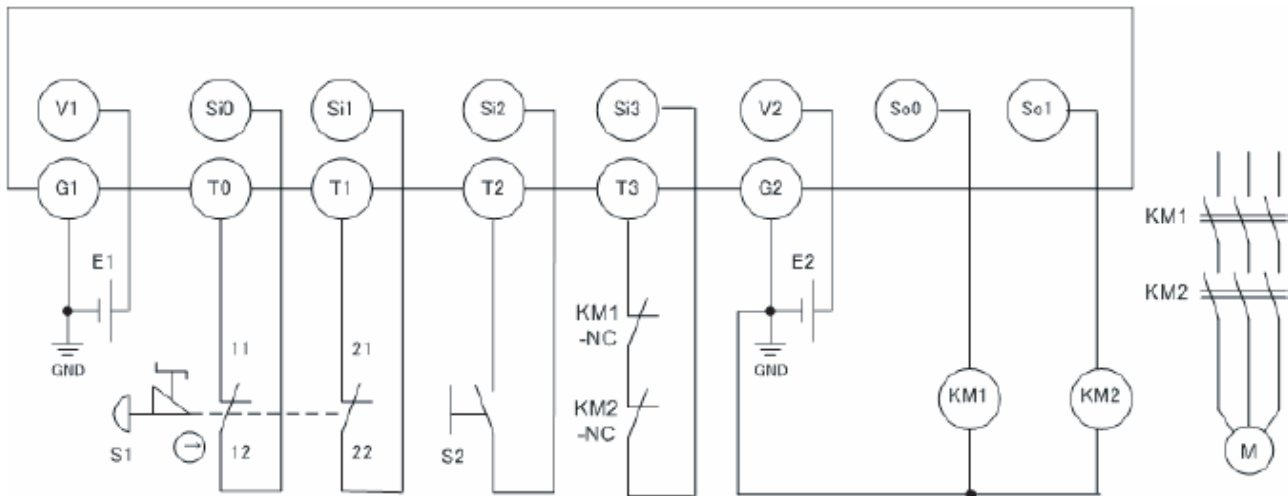 V1 Si0 Si1 Si2 Si3 V2 So0 So1
G1 T0 T1 T2 T3 G2
KM1
E1 E2
KM2
KM1
-NC
GND GND
11 21
KM2
-NC
KM1 KM2
S1 12 22 S2
M